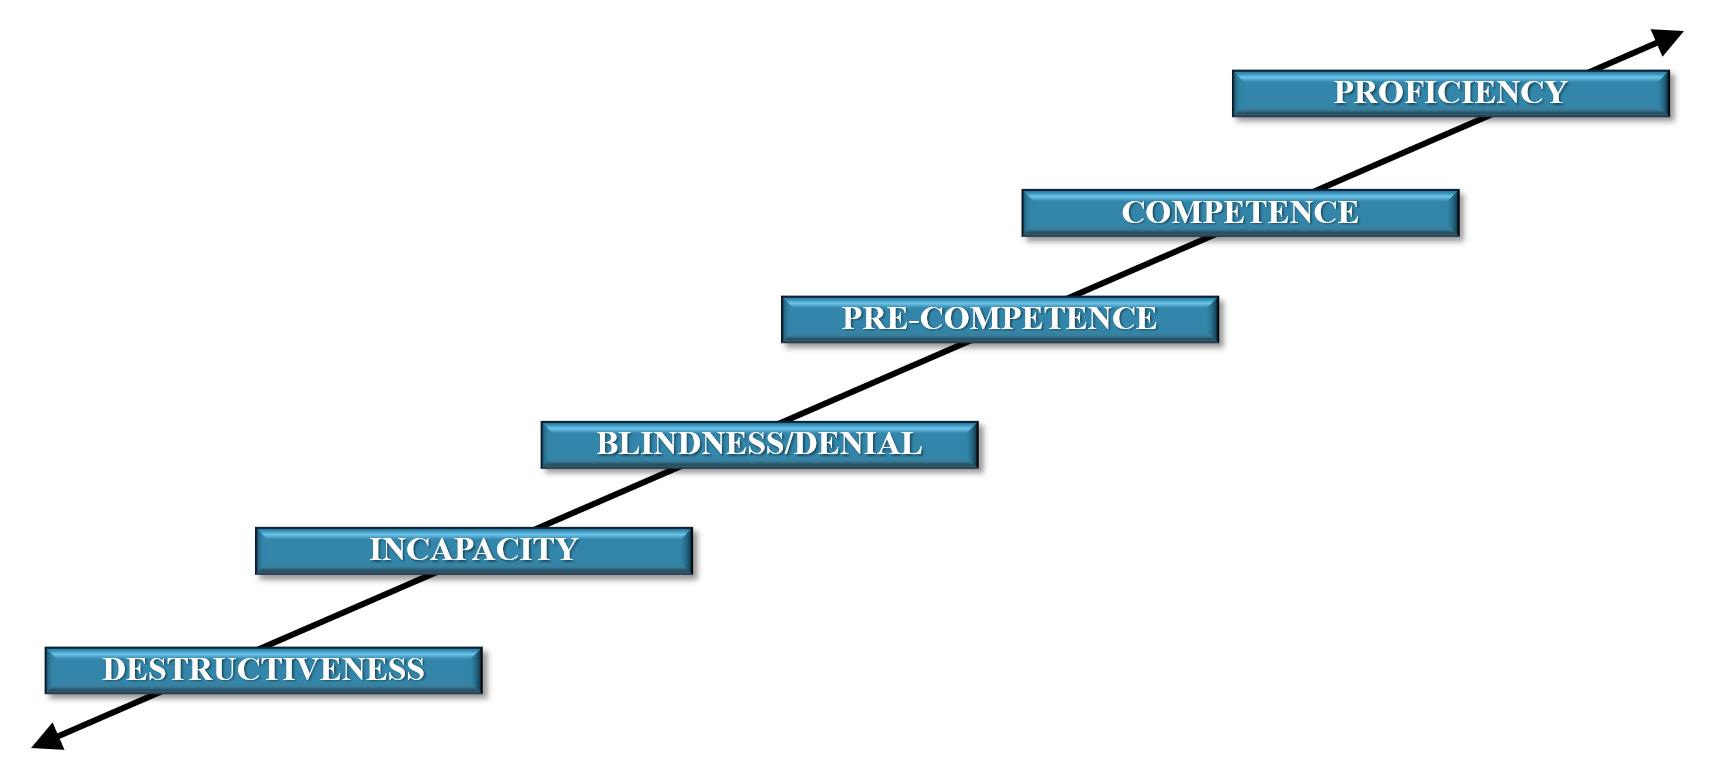 PROFICIENCY
COMPETENCE
PRE-COMPETENCE
BLINDNESS/DENIAL
INCAPACITY
DESTRUCTIVENESS